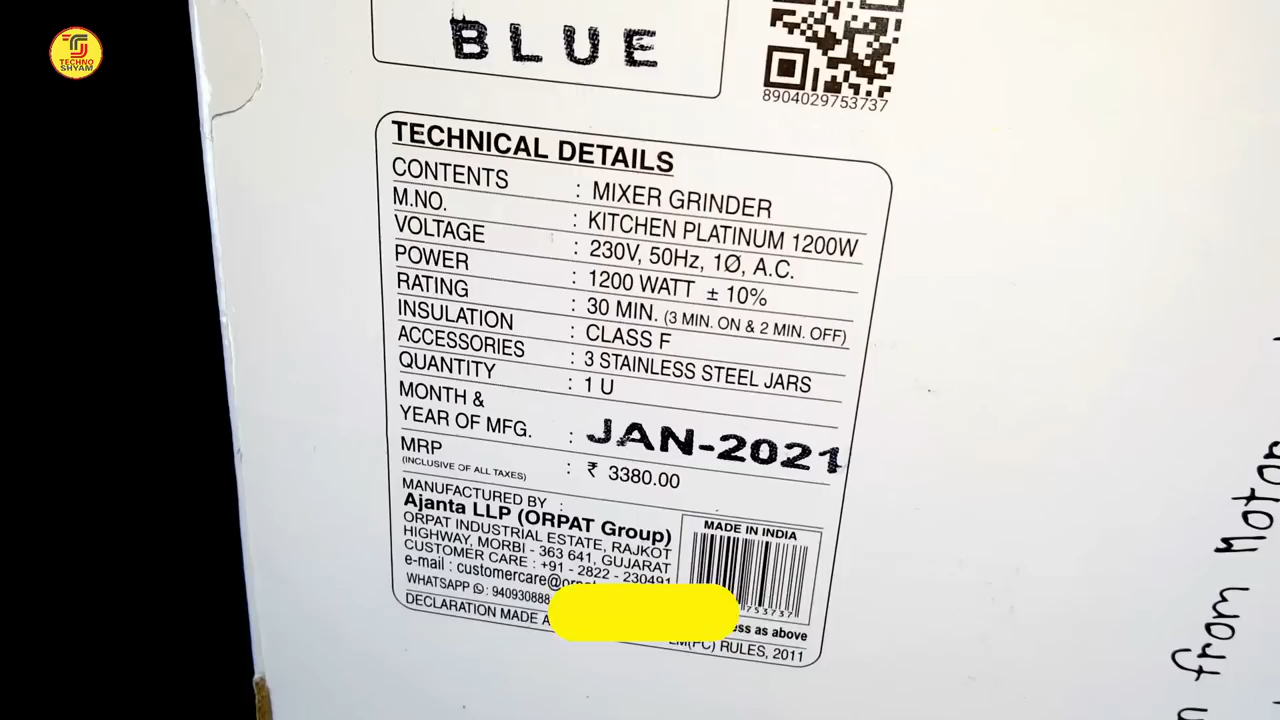 TECHNO
SHYAM
BLUE
8904029753737
TECHNICAL DETAILS
CONTENTS : MIXER GRINDER
M.NO. : KITCHEN PLATINUM 1200W
VOLTAGE : 230V, 50Hz, 1Ø, A.C.
POWER : 1200 WATT ± 10%
RATING : 30 MIN. (3 MIN. ON & 2 MIN. OFF)
INSULATION : CLASS F
ACCESSORIES : 3 STAINLESS STEEL JARS
QUANTITY : 1 U
MONTH &
YEAR OF MFG. : JAN-2021
MRP : ₹ 3380.00
(INCLUSIVE OF ALL TAXES)
MANUFACTURED BY :
Ajanta LLP (ORPAT Group)
ORPAT INDUSTRIAL ESTATE, RAJKOT
HIGHWAY, MORBI - 363 641, GUJARAT
CUSTOMER CARE : +91 - 2822 - 230491
e-mail : customercare@
WHATSAPP : 940930888
DECLARATION MADE
MADE IN INDIA
753737
as above
RULES, 2011
from Motor